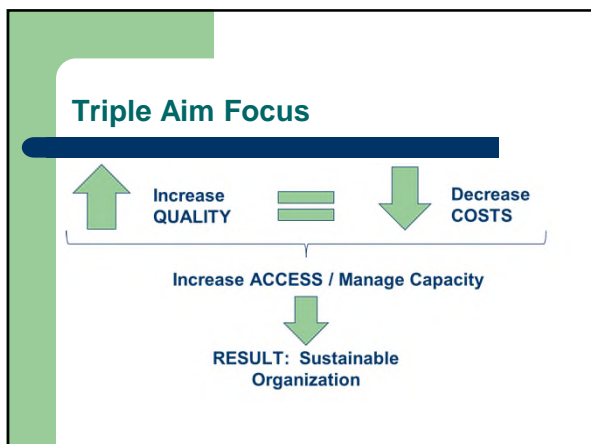 Triple Aim Focus
Increase
QUALITY
Decrease
COSTS
Increase ACCESS / Manage Capacity
RESULT: Sustainable
Organization